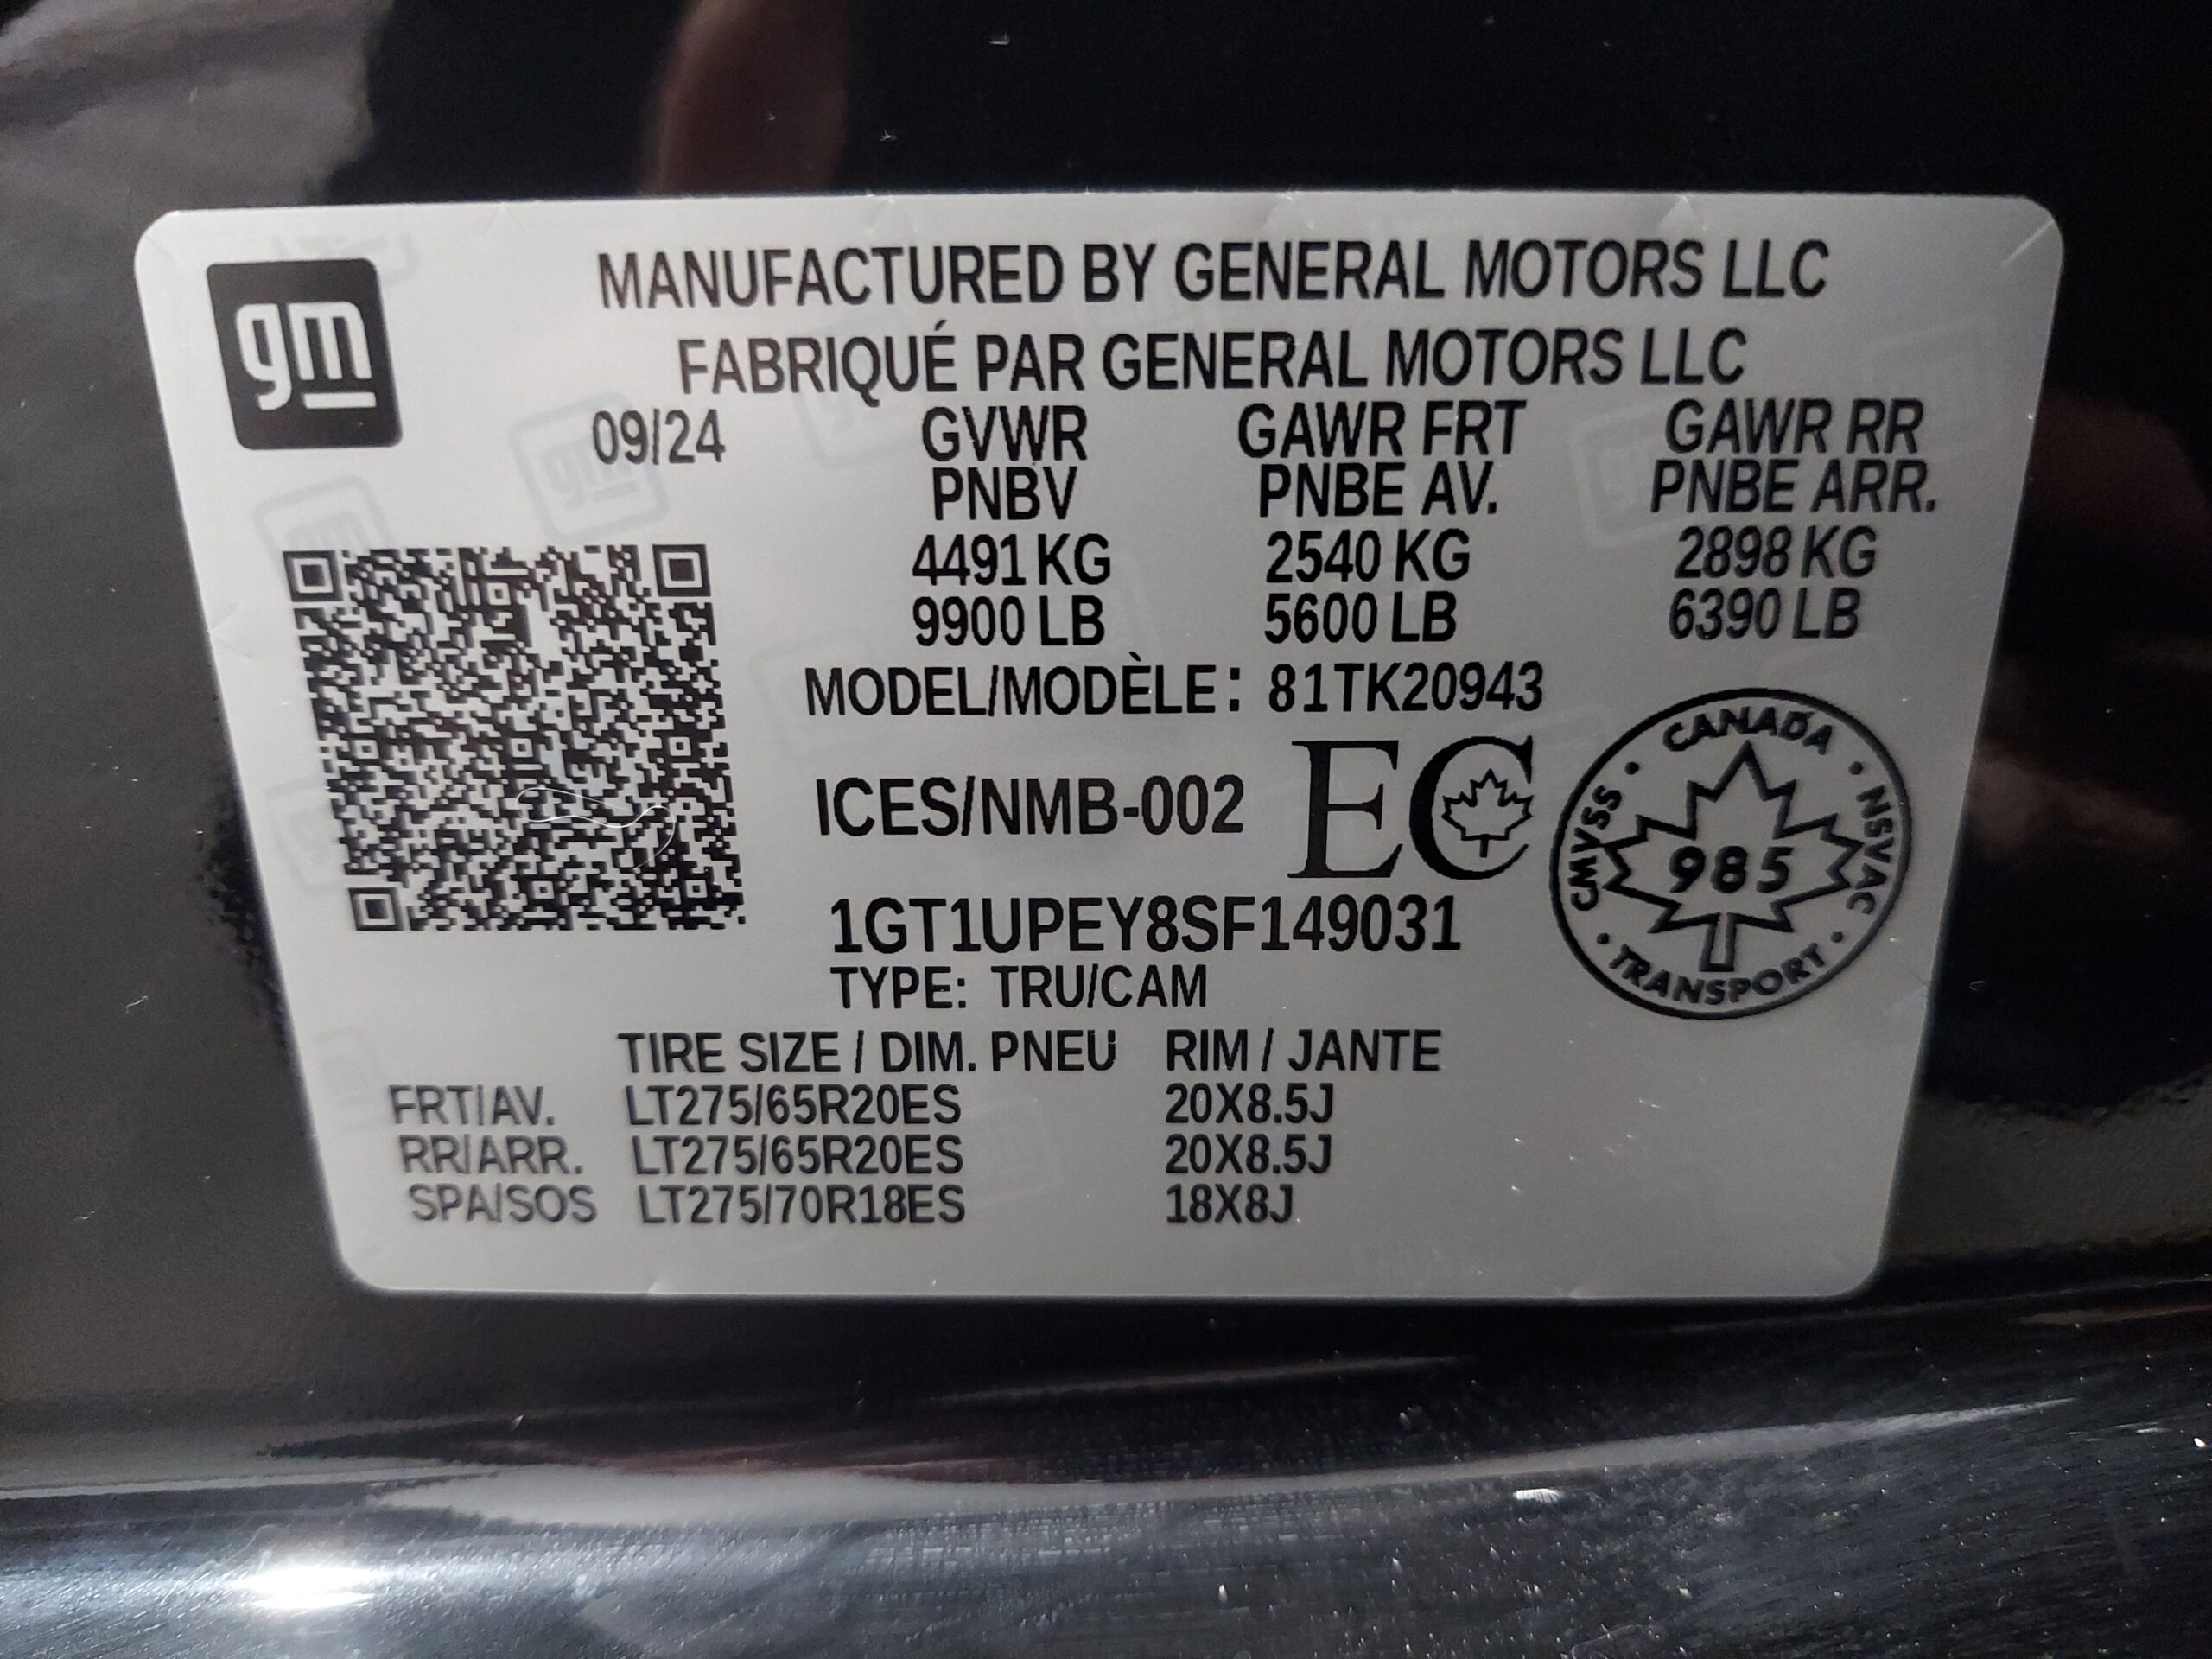 gm
MANUFACTURED BY GENERAL MOTORS LLC
FABRIQUÉ PAR GENERAL MOTORS LLC
09/24 GVWR GAWR FRT GAWR RR
PNBV PNBE AV. PNBE ARR.
4491 KG 2540 KG 2898 KG
9900 LB 5600 LB 6390 LB
MODEL/MODÈLE: 81TK20943
ICES/NMB-002 EC
CANADA • NSVAC • TRANSPORT • CMVSS •
985
1GT1UPEY8SF149031
TYPE: TRU/CAM
TIRE SIZE / DIM. PNEU RIM / JANTE
FRT/AV. LT275/65R20ES 20X8.5J
RR/ARR. LT275/65R20ES 20X8.5J
SPA/SOS LT275/70R18ES 18X8J